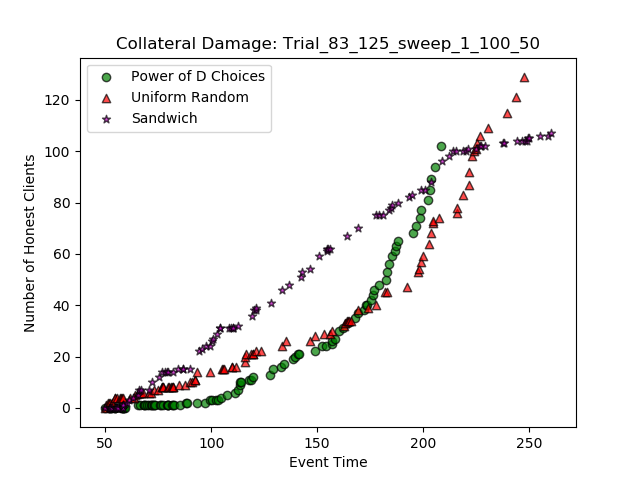 Collateral Damage: Trial_83_125_sweep_1_100_50
Power of D Choices
Uniform Random
Sandwich
Number of Honest Clients
120
100
80
60
40
20
0
50
100
150
200
250
Event Time